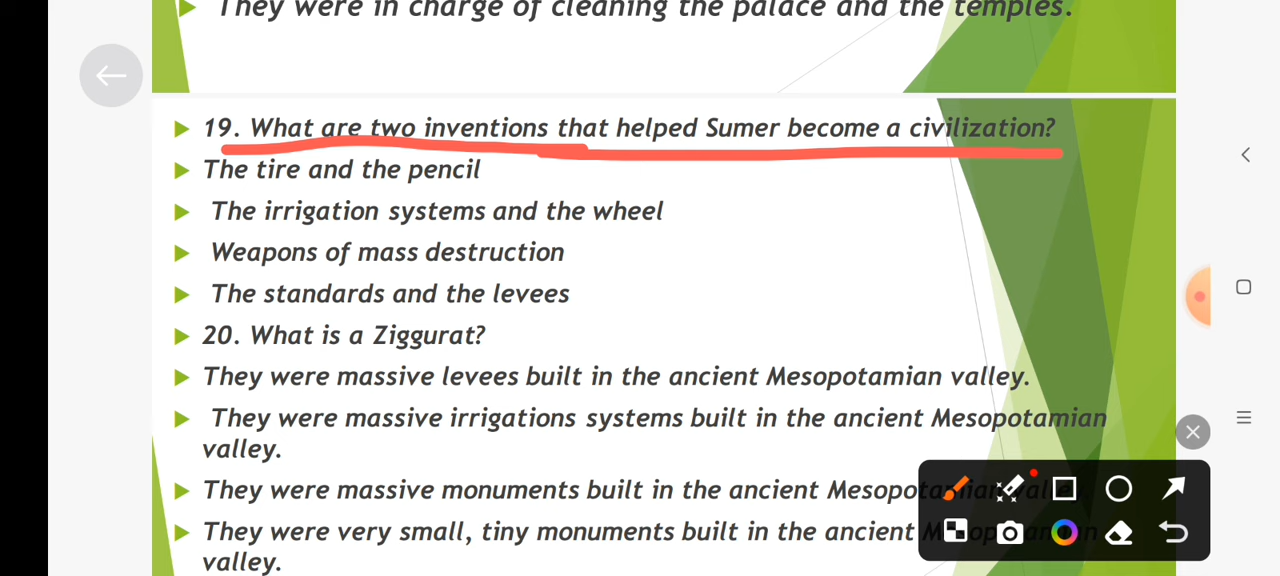 They were in charge of cleaning the palace and the temples.
19. What are two inventions that helped Sumer become a civilization?
The tire and the pencil
The irrigation systems and the wheel
Weapons of mass destruction
The standards and the levees
20. What is a Ziggurat?
They were massive levees built in the ancient Mesopotamian valley.
They were massive irrigations systems built in the ancient Mesopotamian
valley.
They were massive monuments built in the ancient Mesopotamian valley.
They were very small, tiny monuments built in the ancient Mesopotamian
valley.